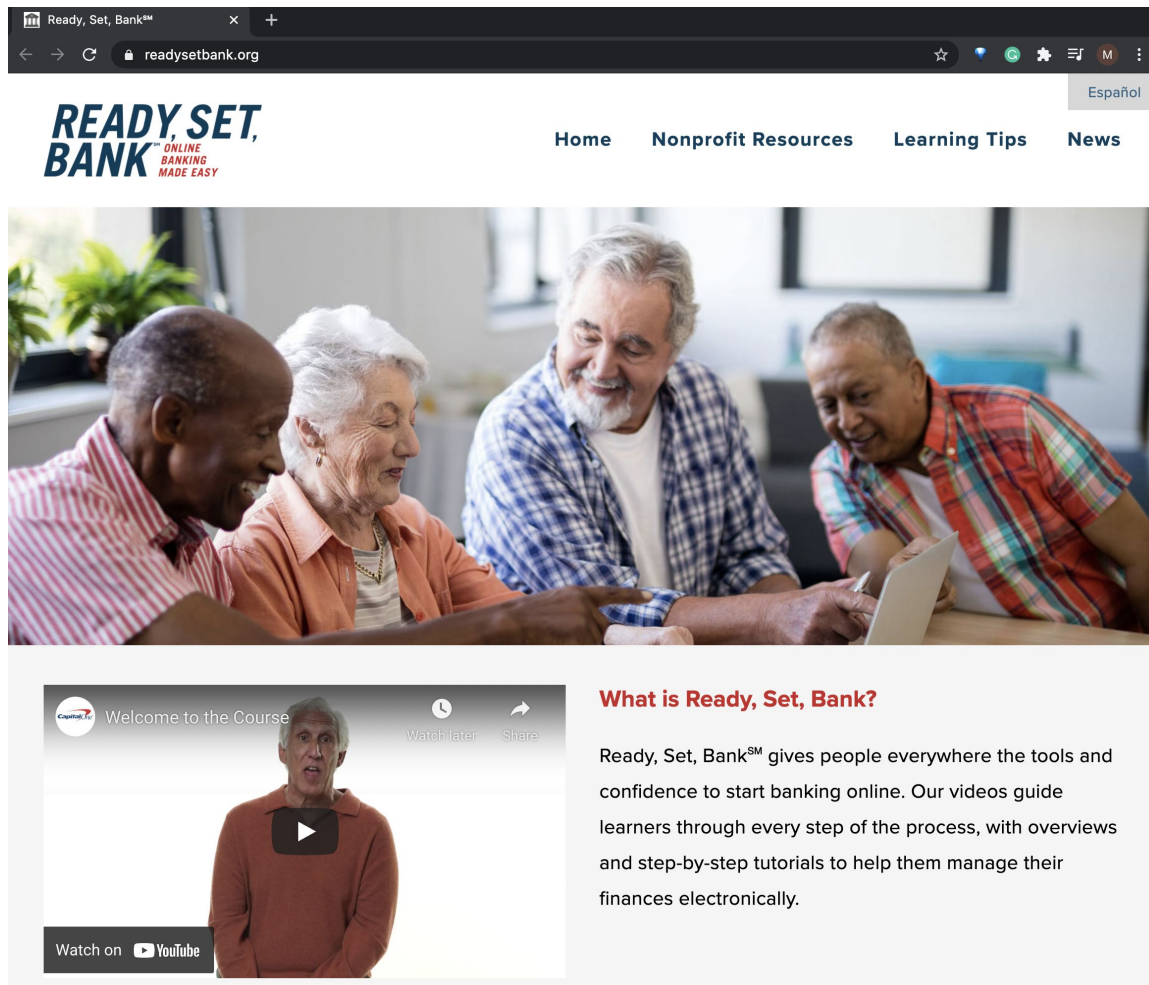 Ready, Set, Bank℠
readysetbank.org
M
Español
READY, SET,
BANK℠ ONLINE
BANKING
MADE EASY
Home Nonprofit Resources Learning Tips News
Capital One
Welcome to the Course
Watch later Share
Watch on YouTube
What is Ready, Set, Bank?
Ready, Set, Bank℠ gives people everywhere the tools and
confidence to start banking online. Our videos guide
learners through every step of the process, with overviews
and step-by-step tutorials to help them manage their
finances electronically.